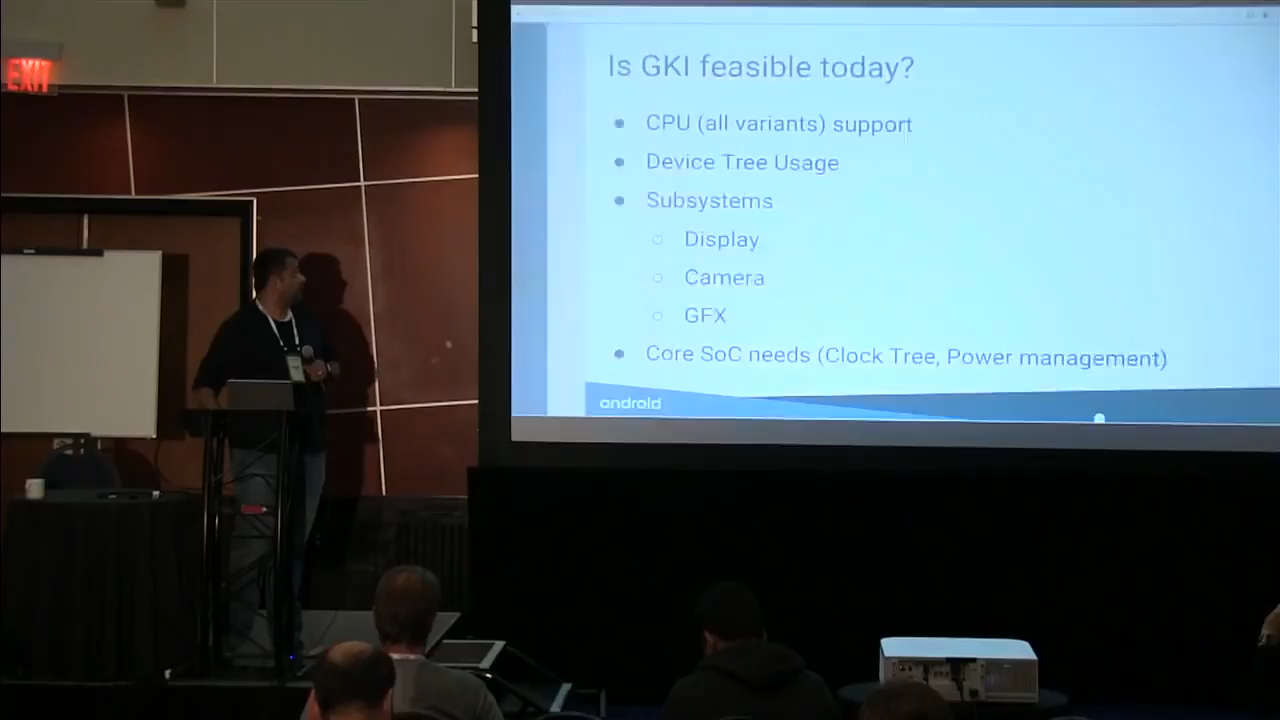 EXIT
Is GKI feasible today?
CPU (all variants) support
Device Tree Usage
Subsystems
Display
Camera
GFX
Core SoC needs (Clock Tree, Power management)
android